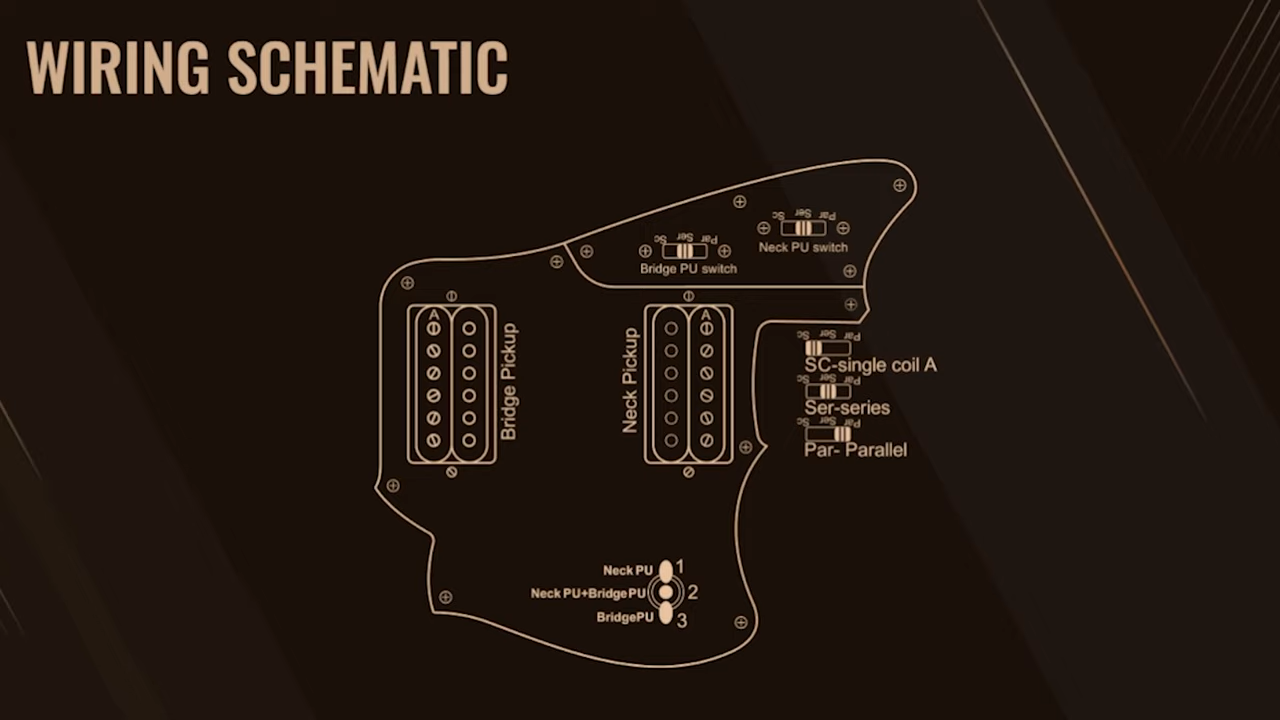 WIRING SCHEMATIC
Sc Ser Par
Neck PU switch
Sc Ser Par
Bridge PU switch
A
Bridge Pickup
Neck Pickup
A
Sc Ser Par
SC-single coil A
Sc Ser Par
Ser-series
Sc Ser Par
Par- Parallel
Neck PU 1
Neck PU+BridgePU 2
BridgePU 3